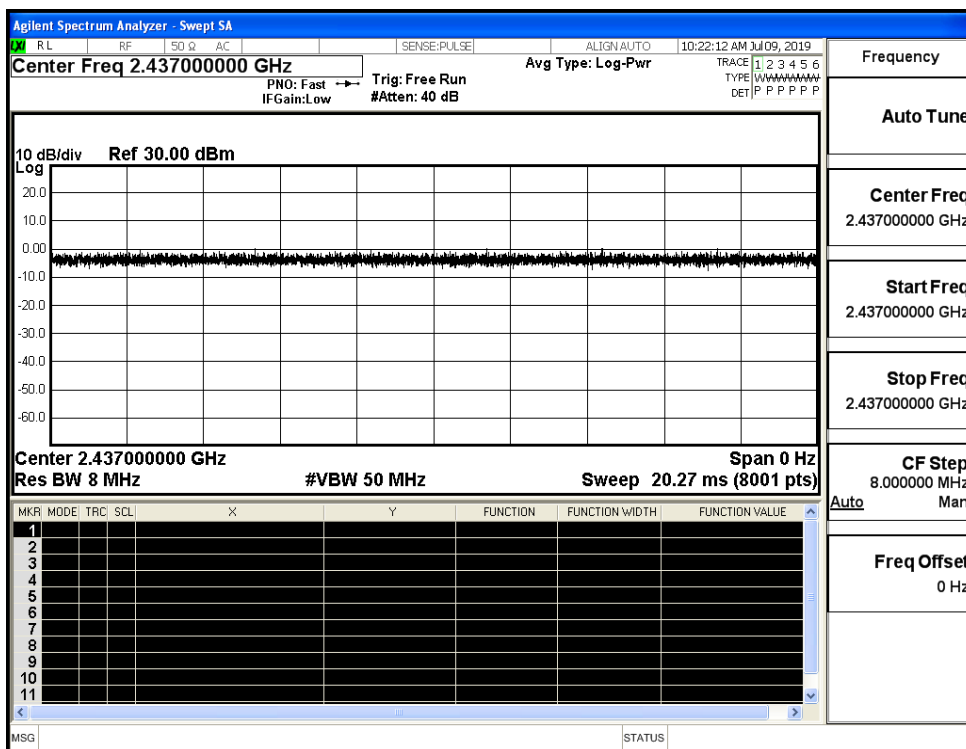 Agilent Spectrum Analyzer - Swept SA
LXI RL RF 50 Ω AC SENSE:PULSE ALIGN AUTO 10:22:12 AM Jul 09, 2019
Center Freq 2.437000000 GHz
Avg Type: Log-Pwr
TRACE 1 2 3 4 5 6
PNO: Fast
Trig: Free Run
TYPE WWWWWW
IFGain:Low
#Atten: 40 dB
DET P P P P P P
10 dB/div Ref 30.00 dBm
Log
20.0
10.0
0.00
-10.0
-20.0
-30.0
-40.0
-50.0
-60.0
Center 2.437000000 GHz Span 0 Hz
Res BW 8 MHz #VBW 50 MHz Sweep 20.27 ms (8001 pts)
MKR MODE TRC SCL X Y FUNCTION FUNCTION WIDTH FUNCTION VALUE
1
2
3
4
5
6
7
8
9
10
11
MSG STATUS
Frequency
Auto Tune
Center Freq
2.437000000 GHz
Start Freq
2.437000000 GHz
Stop Freq
2.437000000 GHz
CF Step
8.000000 MHz
Auto Man
Freq Offset
0 Hz